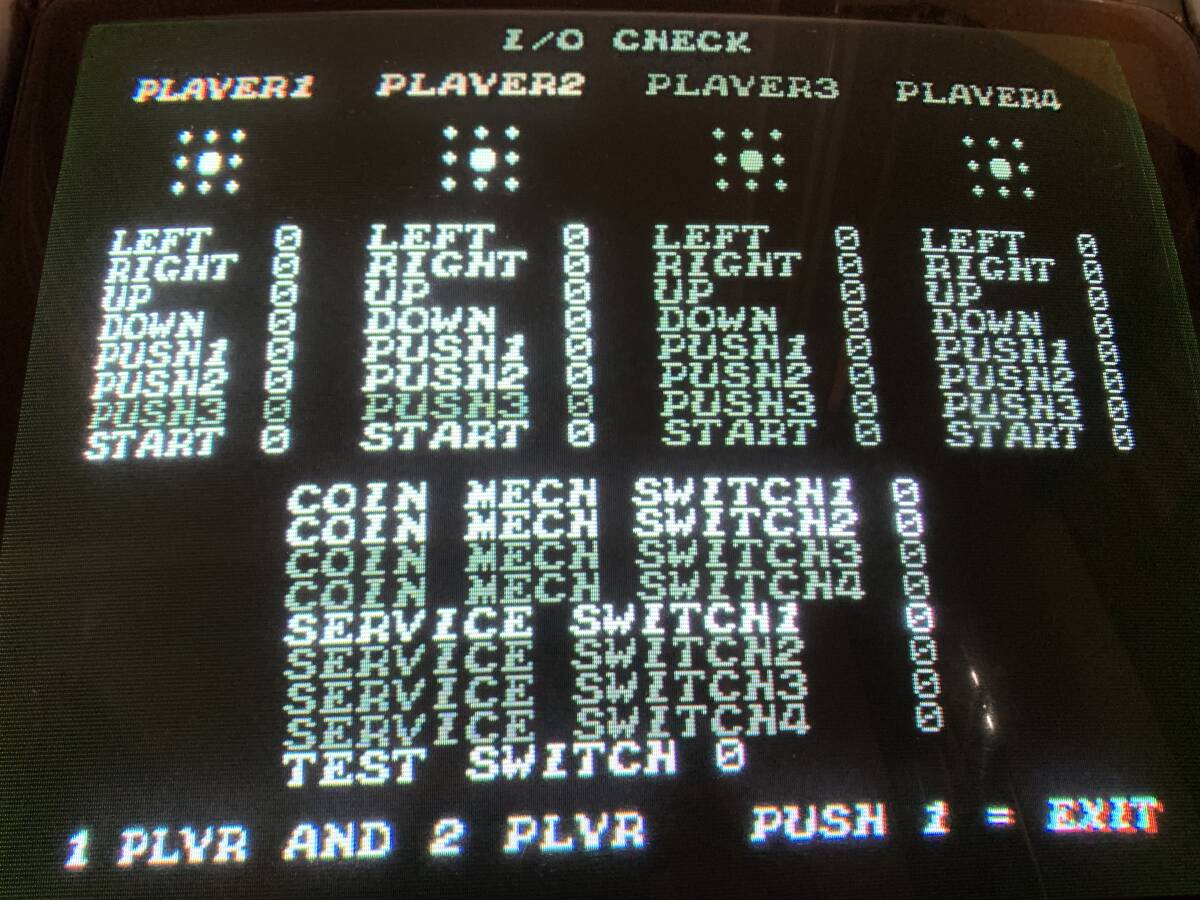 I/O CHECK
PLAYER1 PLAYER2 PLAYER3 PLAYER4
LEFT 0 LEFT 0 LEFT 0 LEFT 0
RIGHT 0 RIGHT 0 RIGHT 0 RIGHT 0
UP 0 UP 0 UP 0 UP 0
DOWN 0 DOWN 0 DOWN 0 DOWN 0
PUSH1 0 PUSH1 0 PUSH1 0 PUSH1 0
PUSH2 0 PUSH2 0 PUSH2 0 PUSH2 0
PUSH3 0 PUSH3 0 PUSH3 0 PUSH3 0
START 0 START 0 START 0 START 0
COIN MECH SWITCH1 0
COIN MECH SWITCH2 0
COIN MECH SWITCH3 0
COIN MECH SWITCH4 0
SERVICE SWITCH1 0
SERVICE SWITCH2 0
SERVICE SWITCH3 0
SERVICE SWITCH4 0
TEST SWITCH 0
1 PLYR AND 2 PLYR PUSH 1 = EXIT